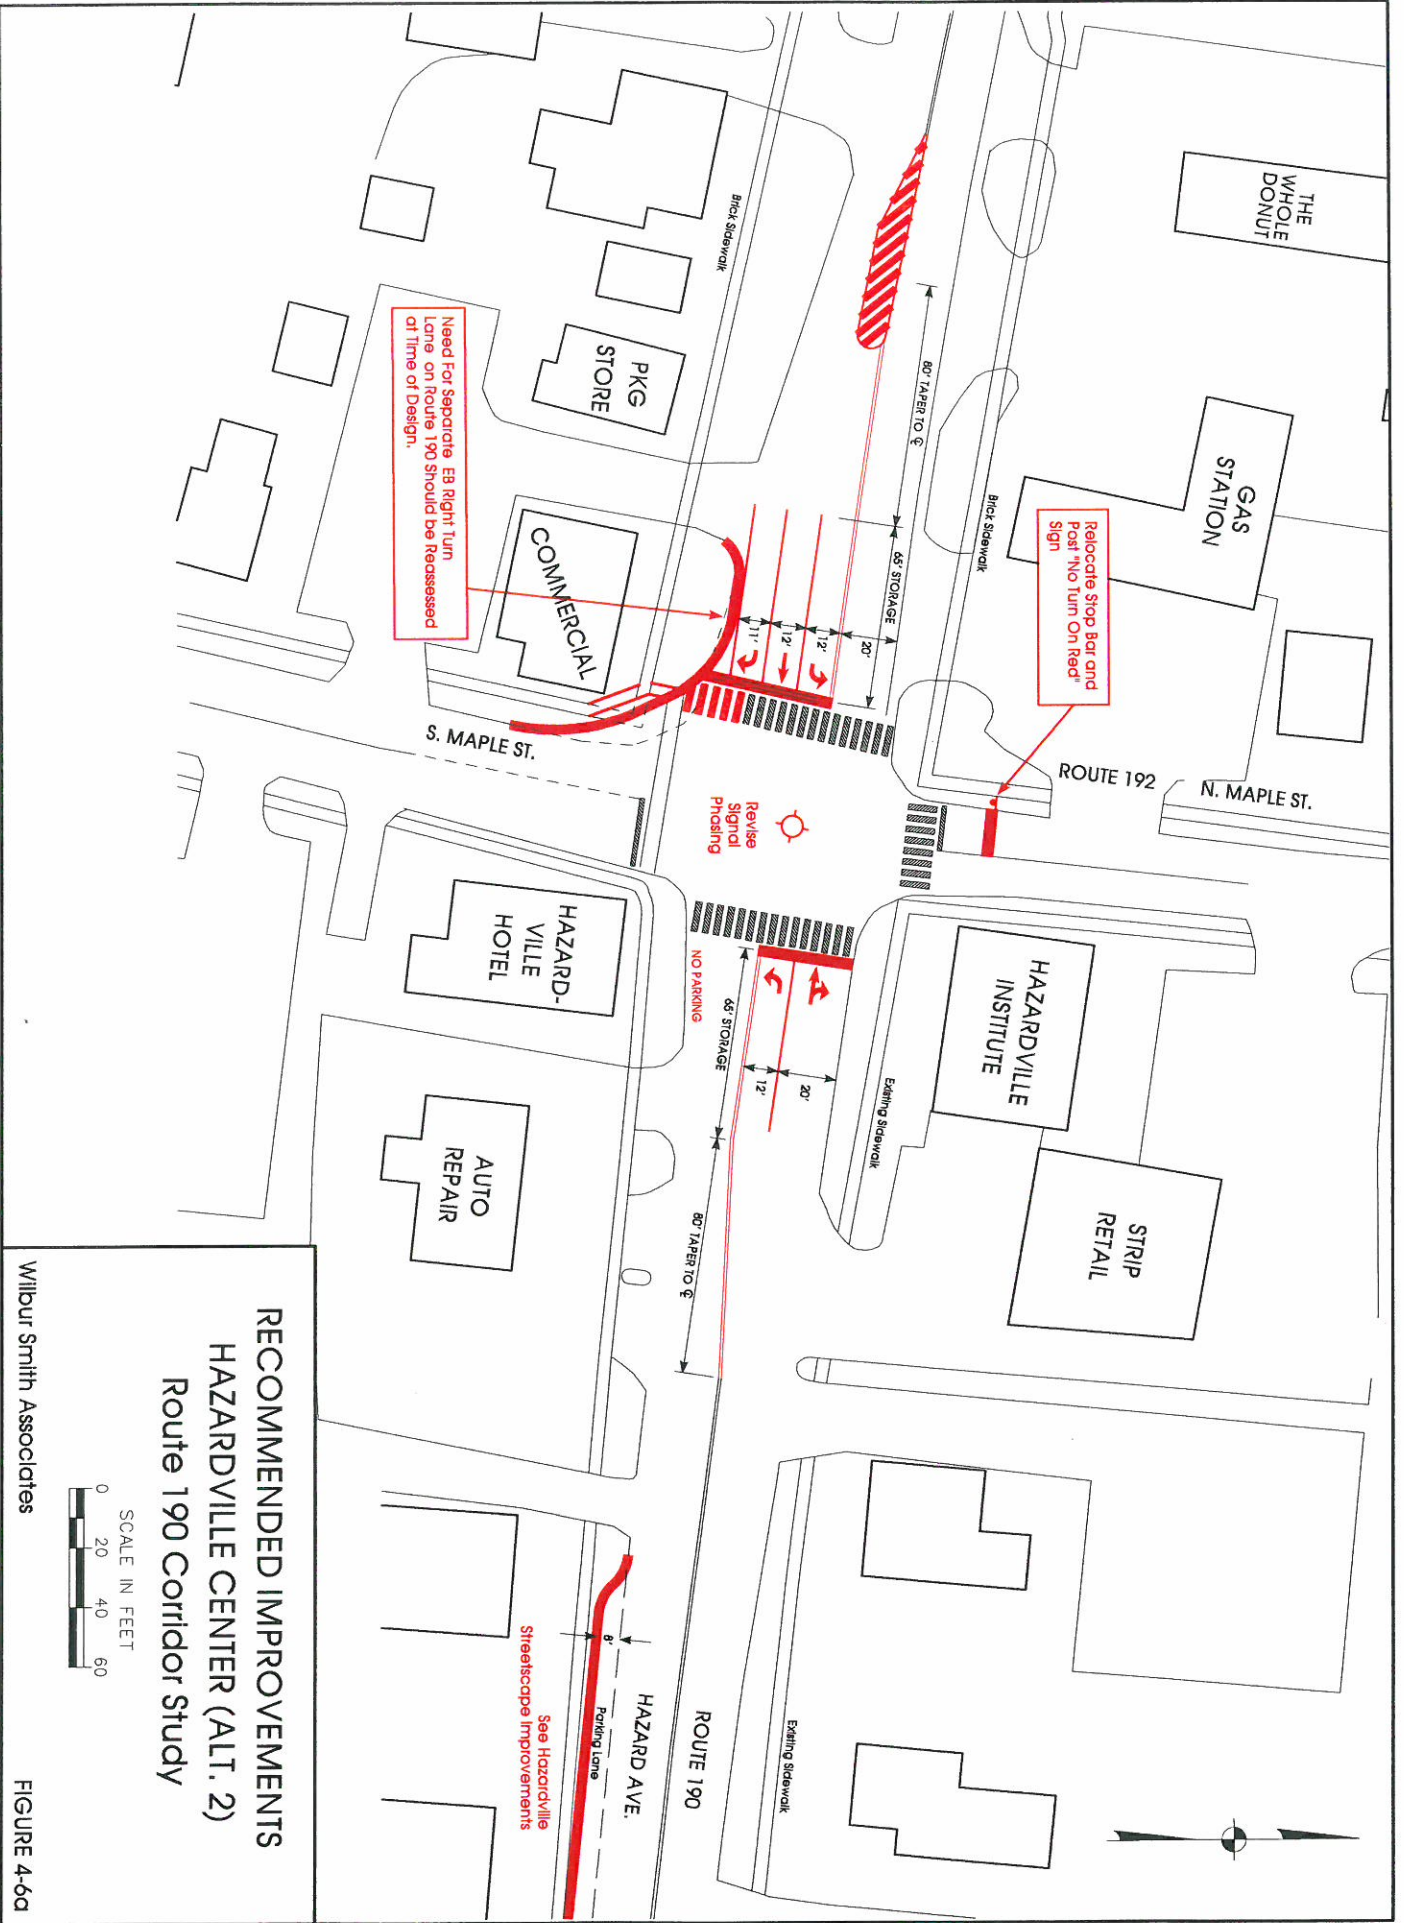 THE
WHOLE
DONUT
GAS
STATION
Relocate Stop Bar and
Post "No Turn On Red"
Sign
ROUTE 192
N. MAPLE ST.
HAZARDVILLE
INSTITUTE
STRIP
RETAIL
Brick Sidewalk
Brick Sidewalk
Existing Sidewalk
Existing Sidewalk
80' TAPER TO ℄
65' STORAGE
20'
12'
12'
11'
Revise
Signal
Phasing
NO PARKING
65' STORAGE
20'
12'
80' TAPER TO ℄
ROUTE 190
HAZARD AVE.
Parking Lane
8'
See Hazardville
Streetscape Improvements
PKG
STORE
COMMERCIAL
Need For Separate EB Right Turn
Lane on Route 190 Should be Reassessed
at Time of Design.
S. MAPLE ST.
HAZARD-
VILLE
HOTEL
AUTO
REPAIR
RECOMMENDED IMPROVEMENTS
HAZARDVILLE CENTER (ALT. 2)
Route 190 Corridor Study
SCALE IN FEET
0 20 40 60
Wilbur Smith Associates
FIGURE 4-6a